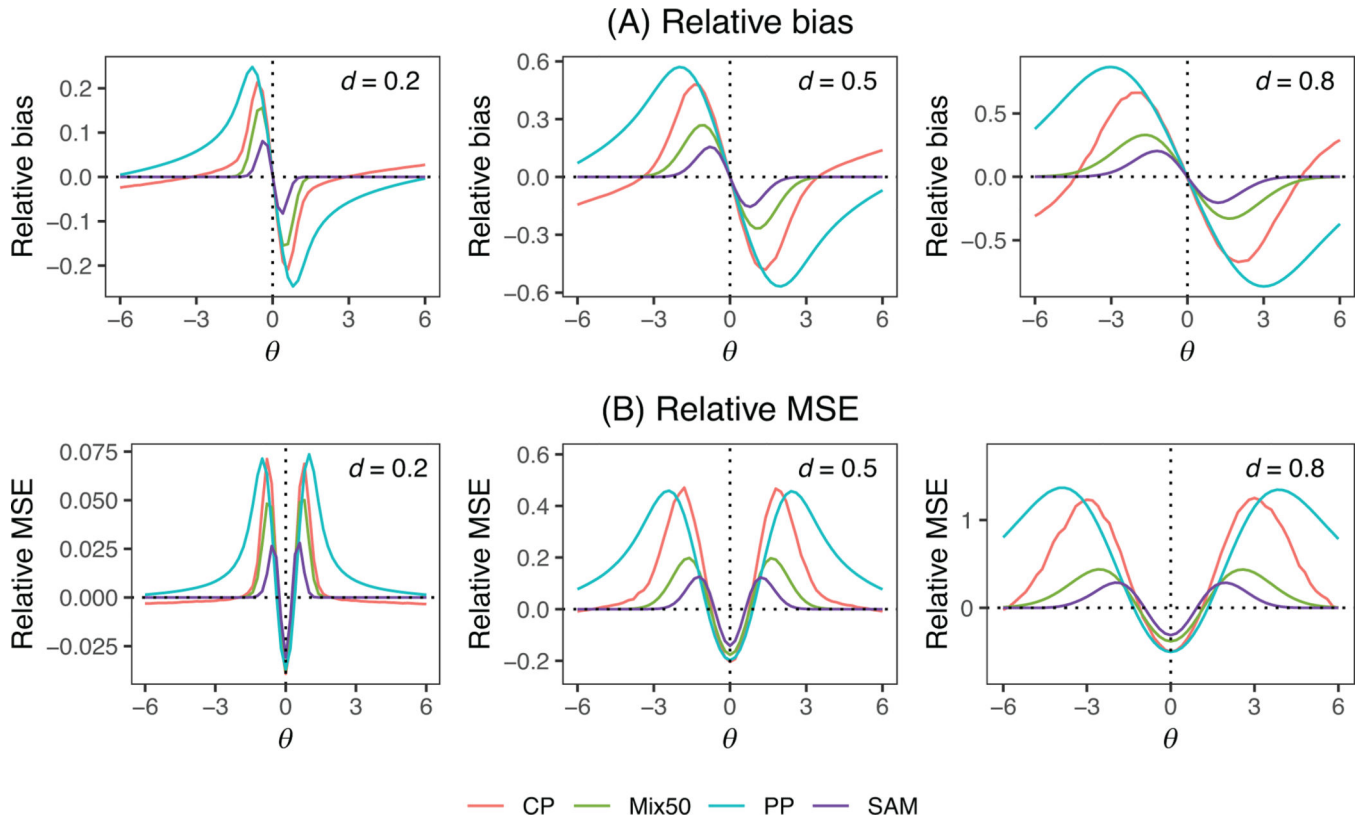 (A) Relative bias
d = 0.2
d = 0.5
d = 0.8
Relative bias
0.2
0.1
0.0
−0.1
−0.2
−6 −3 0 3 6
θ
Relative bias
0.6
0.3
0.0
−0.3
−0.6
−6 −3 0 3 6
θ
Relative bias
0.5
0.0
−0.5
−6 −3 0 3 6
θ
(B) Relative MSE
d = 0.2
d = 0.5
d = 0.8
Relative MSE
0.075
0.050
0.025
0.000
−0.025
−6 −3 0 3 6
θ
Relative MSE
0.6
0.4
0.2
0.0
−0.2
−6 −3 0 3 6
θ
Relative MSE
1
0
−6 −3 0 3 6
θ
CP Mix50 PP SAM